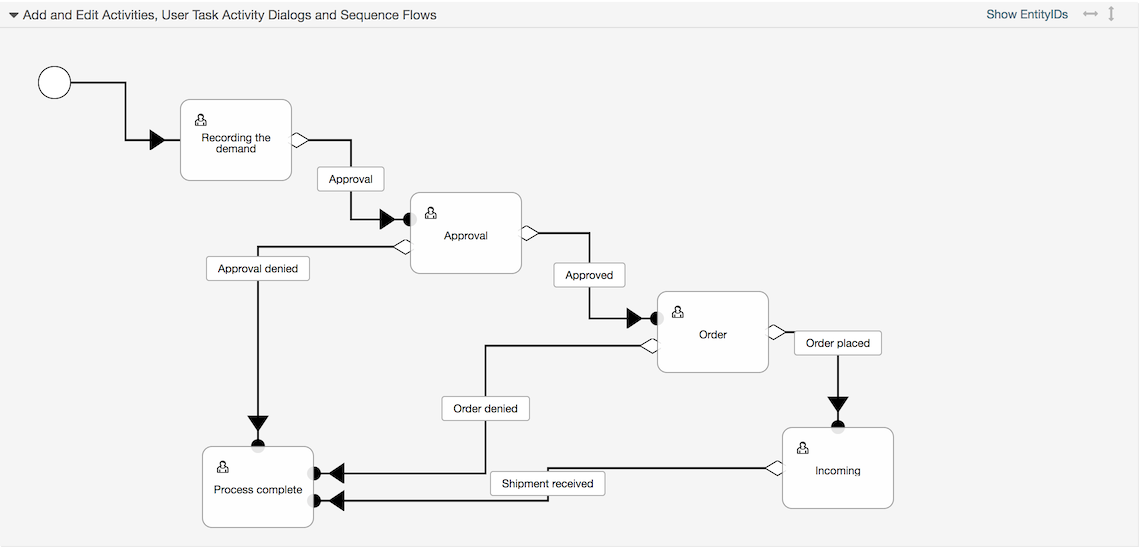 Add and Edit Activities, User Task Activity Dialogs and Sequence Flows
Show EntityIDs
Recording the
demand
Approval
Approval
Approval denied
Approved
Order
Order placed
Order denied
Incoming
Shipment received
Process complete